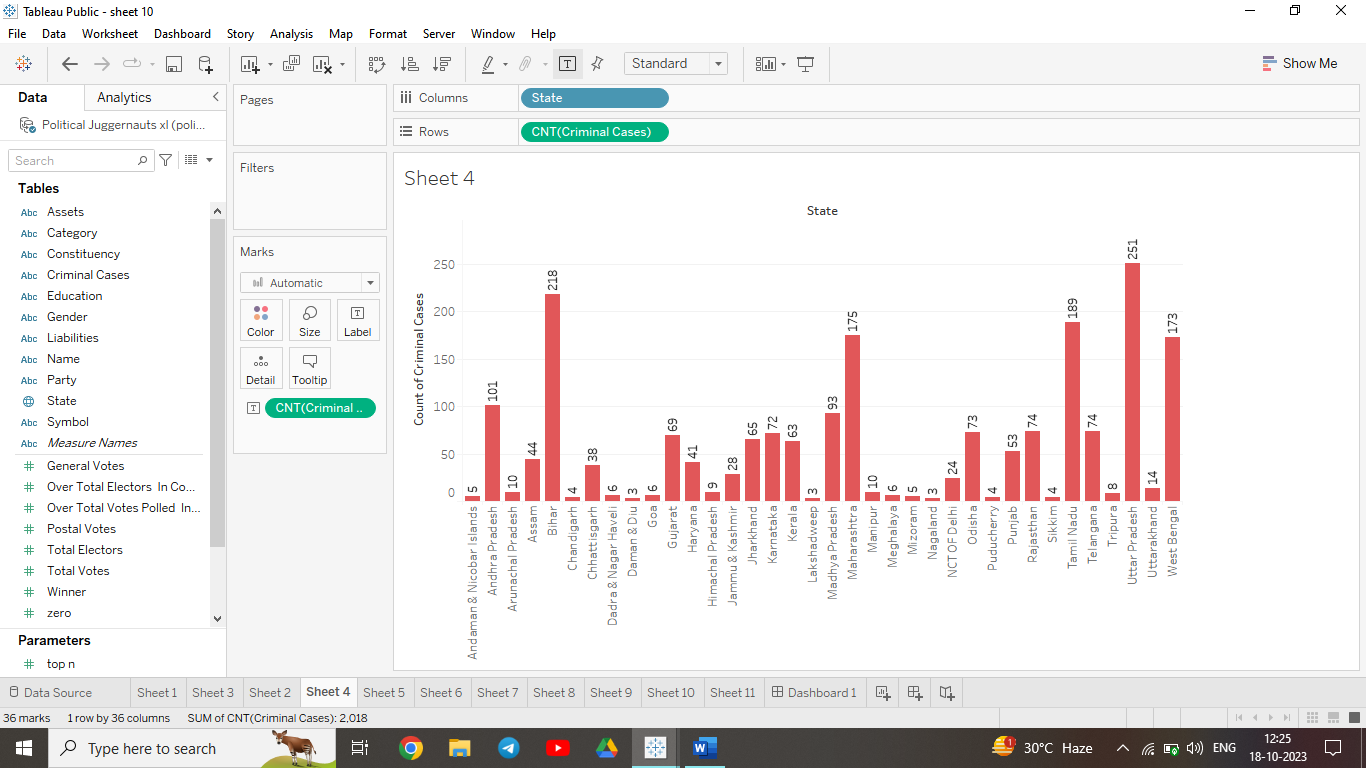 Tableau Public - sheet 10
File Data Worksheet Dashboard Story Analysis Map Format Server Window Help
Standard
Show Me
Data Analytics
Political Juggernauts xl (poli...
Search
Tables
Abc Assets
Abc Category
Abc Constituency
Abc Criminal Cases
Abc Education
Abc Gender
Abc Liabilities
Abc Name
Abc Party
State
Abc Symbol
Abc Measure Names
# General Votes
# Over Total Electors In Co...
# Over Total Votes Polled In...
# Postal Votes
# Total Electors
# Total Votes
# Winner
# zero
Parameters
# top n
Pages
Filters
Marks
Automatic
Color Size Label
Detail Tooltip
CNT(Criminal ..
Columns State
Rows CNT(Criminal Cases)
Sheet 4
State
Count of Criminal Cases
250
200
150
100
50
0
5 101 10 44 218 4 38 6 3 6 69 41 9 28 65 72 63 3 93 175 10 6 5 3 24 73 4 53 74 4 189 74 8 251 14 173
Andaman & Nicobar Islands
Andhra Pradesh
Arunachal Pradesh
Assam
Bihar
Chandigarh
Chhattisgarh
Dadra & Nagar Haveli
Daman & Diu
Goa
Gujarat
Haryana
Himachal Pradesh
Jammu & Kashmir
Jharkhand
Karnataka
Kerala
Lakshadweep
Madhya Pradesh
Maharashtra
Manipur
Meghalaya
Mizoram
Nagaland
NCT OF Delhi
Odisha
Puducherry
Punjab
Rajasthan
Sikkim
Tamil Nadu
Telangana
Tripura
Uttar Pradesh
Uttarakhand
West Bengal
Data Source Sheet 1 Sheet 3 Sheet 2 Sheet 4 Sheet 5 Sheet 6 Sheet 7 Sheet 8 Sheet 9 Sheet 10 Sheet 11 Dashboard 1
36 marks 1 row by 36 columns SUM of CNT(Criminal Cases): 2,018
Type here to search
1 30°C Haze ENG 12:25
18-10-2023